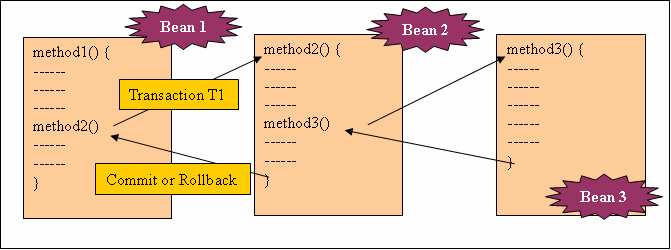 Bean 1
method1() {
------
------
------
method2()
------
------
}
Transaction T1
Commit or Rollback
Bean 2
method2() {
------
------
------
method3()
------
------
}
method3() {
------
------
------
------
------
}
Bean 3